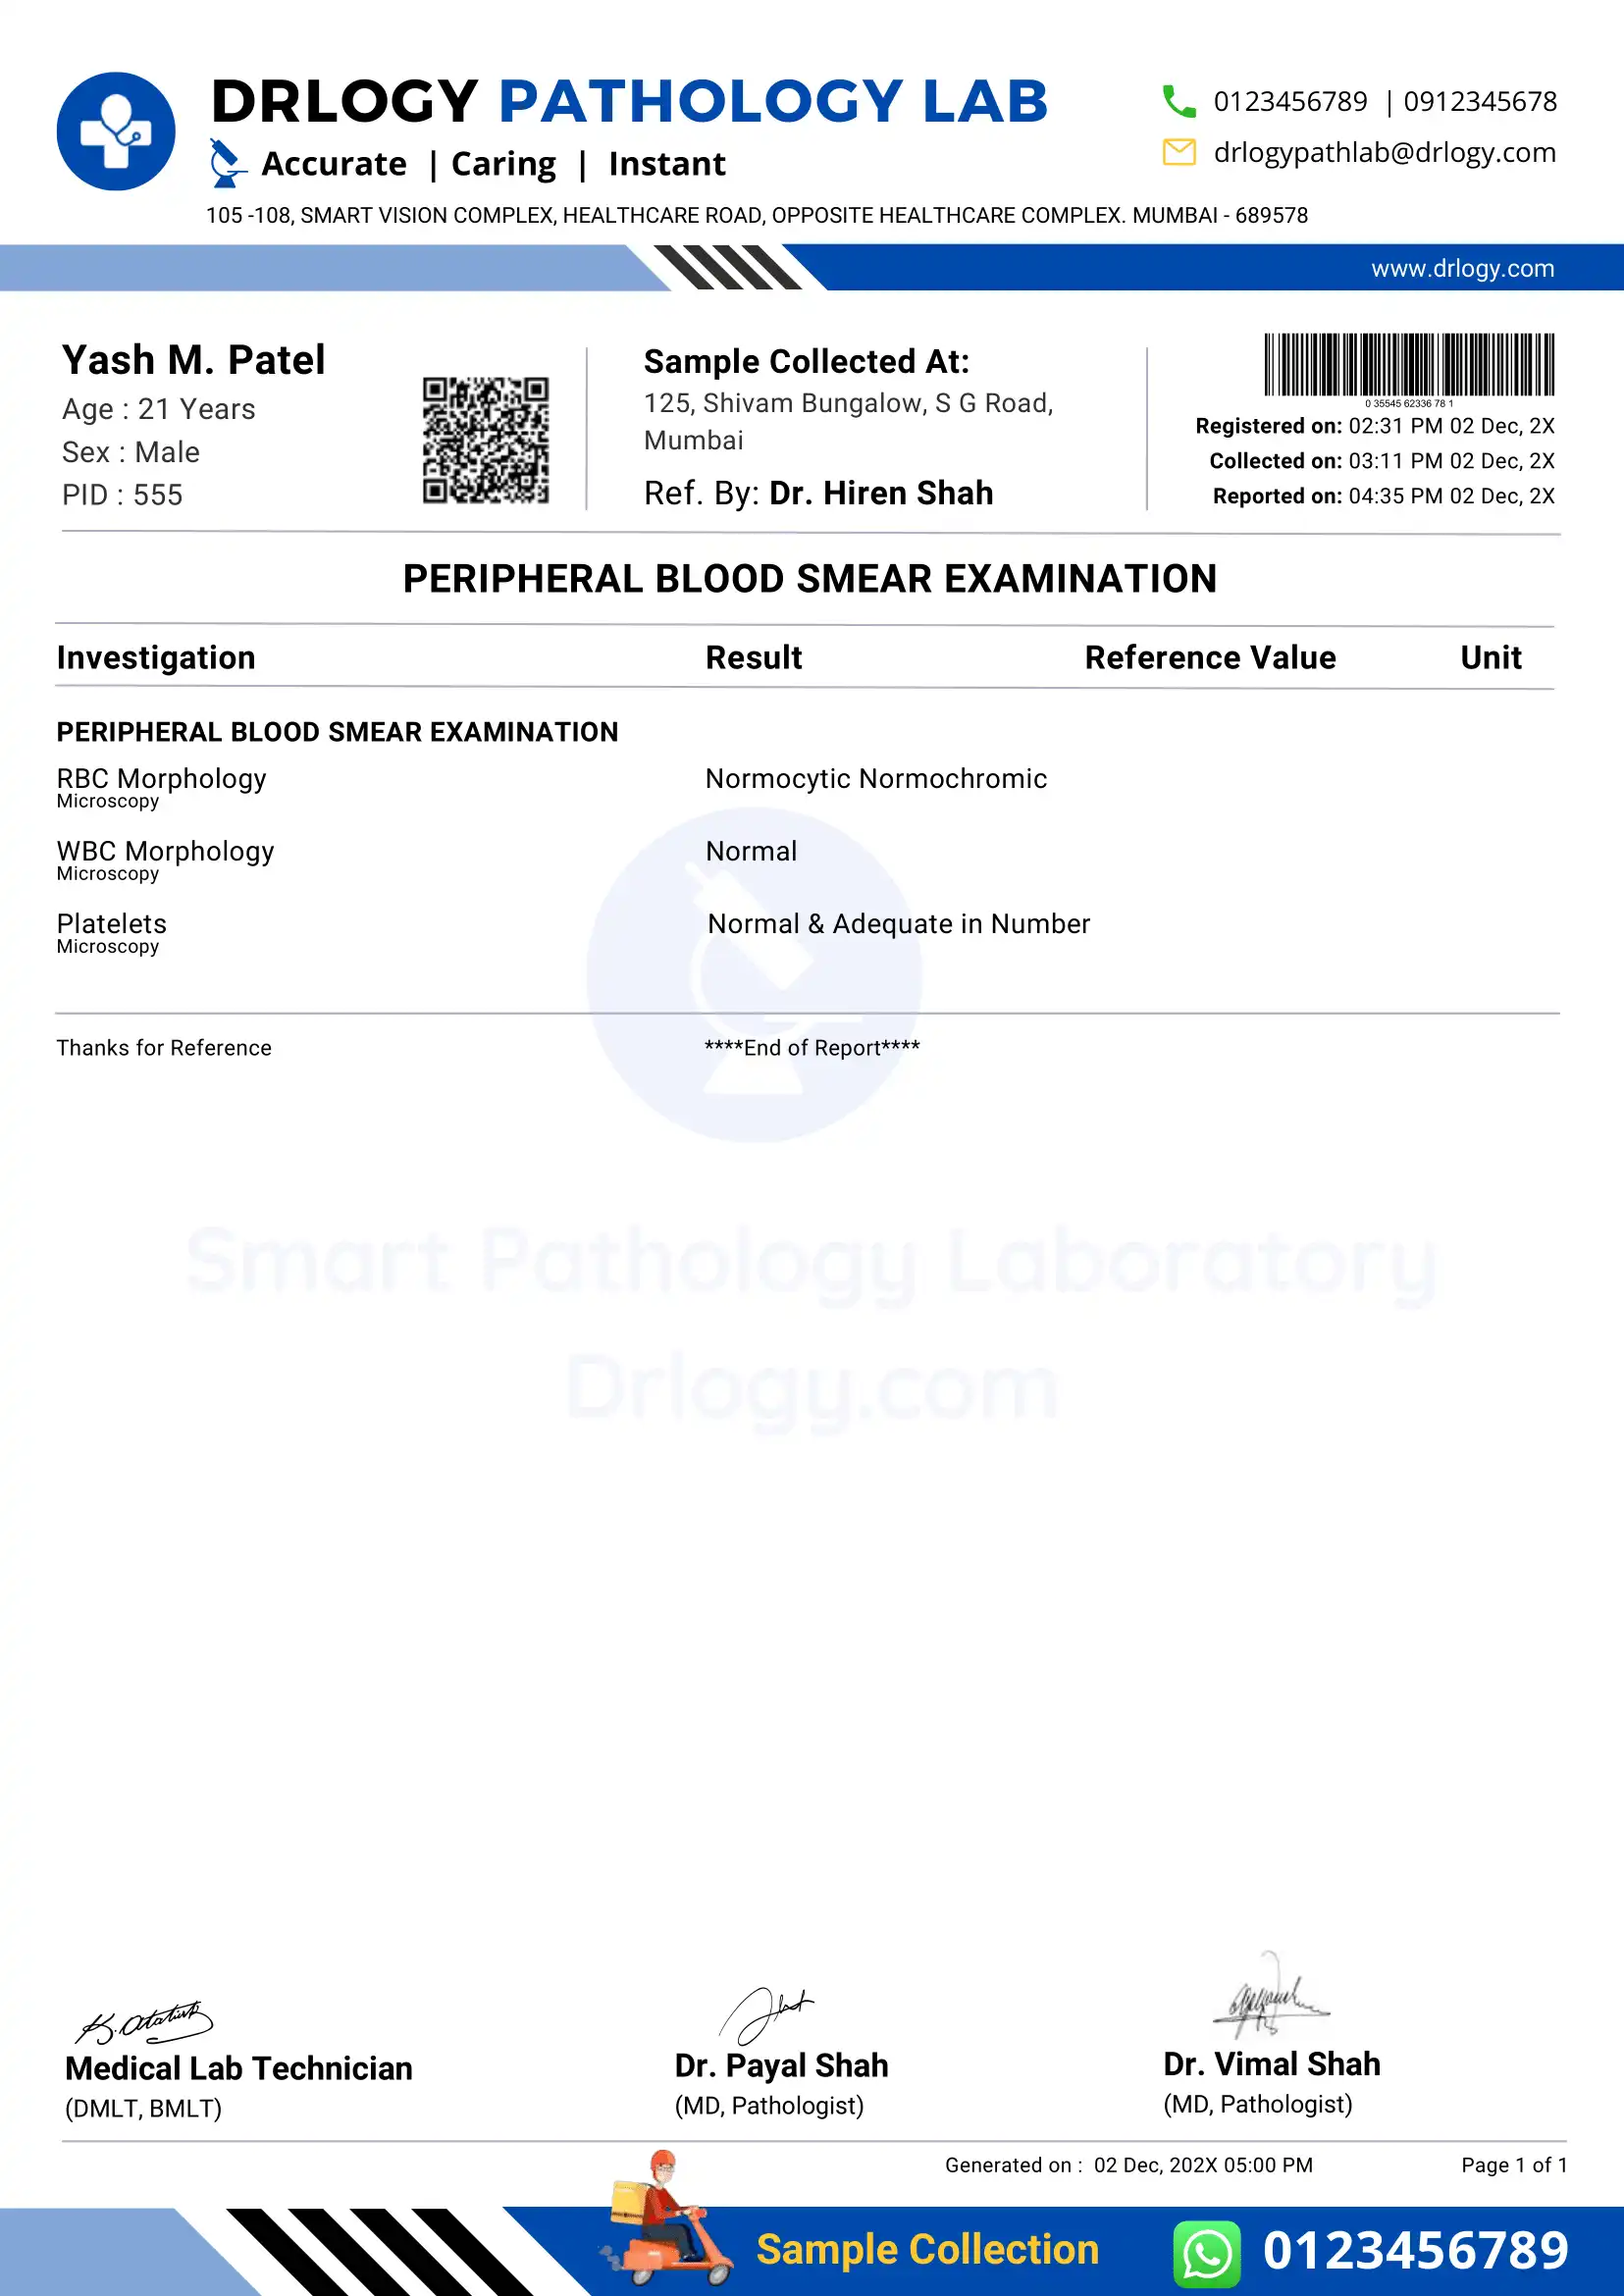 DRLOGY PATHOLOGY LAB
Accurate | Caring | Instant
0123456789 | 0912345678
drlogypathlab@drlogy.com
105 -108, SMART VISION COMPLEX, HEALTHCARE ROAD, OPPOSITE HEALTHCARE COMPLEX. MUMBAI - 689578
www.drlogy.com
Yash M. Patel
Age : 21 Years
Sex : Male
PID : 555
Sample Collected At:
125, Shivam Bungalow, S G Road,
Mumbai
Ref. By: Dr. Hiren Shah
0 35545 62336 78 1
Registered on: 02:31 PM 02 Dec, 2X
Collected on: 03:11 PM 02 Dec, 2X
Reported on: 04:35 PM 02 Dec, 2X
PERIPHERAL BLOOD SMEAR EXAMINATION
Investigation Result Reference Value Unit
PERIPHERAL BLOOD SMEAR EXAMINATION
RBC Morphology Normocytic Normochromic
Microscopy
WBC Morphology Normal
Microscopy
Platelets Normal & Adequate in Number
Microscopy
Thanks for Reference ****End of Report****
Smart Pathology Laboratory
Drlogy.com
Medical Lab Technician
(DMLT, BMLT)
Dr. Payal Shah
(MD, Pathologist)
Dr. Vimal Shah
(MD, Pathologist)
Generated on : 02 Dec, 202X 05:00 PM
Page 1 of 1
Sample Collection
0123456789